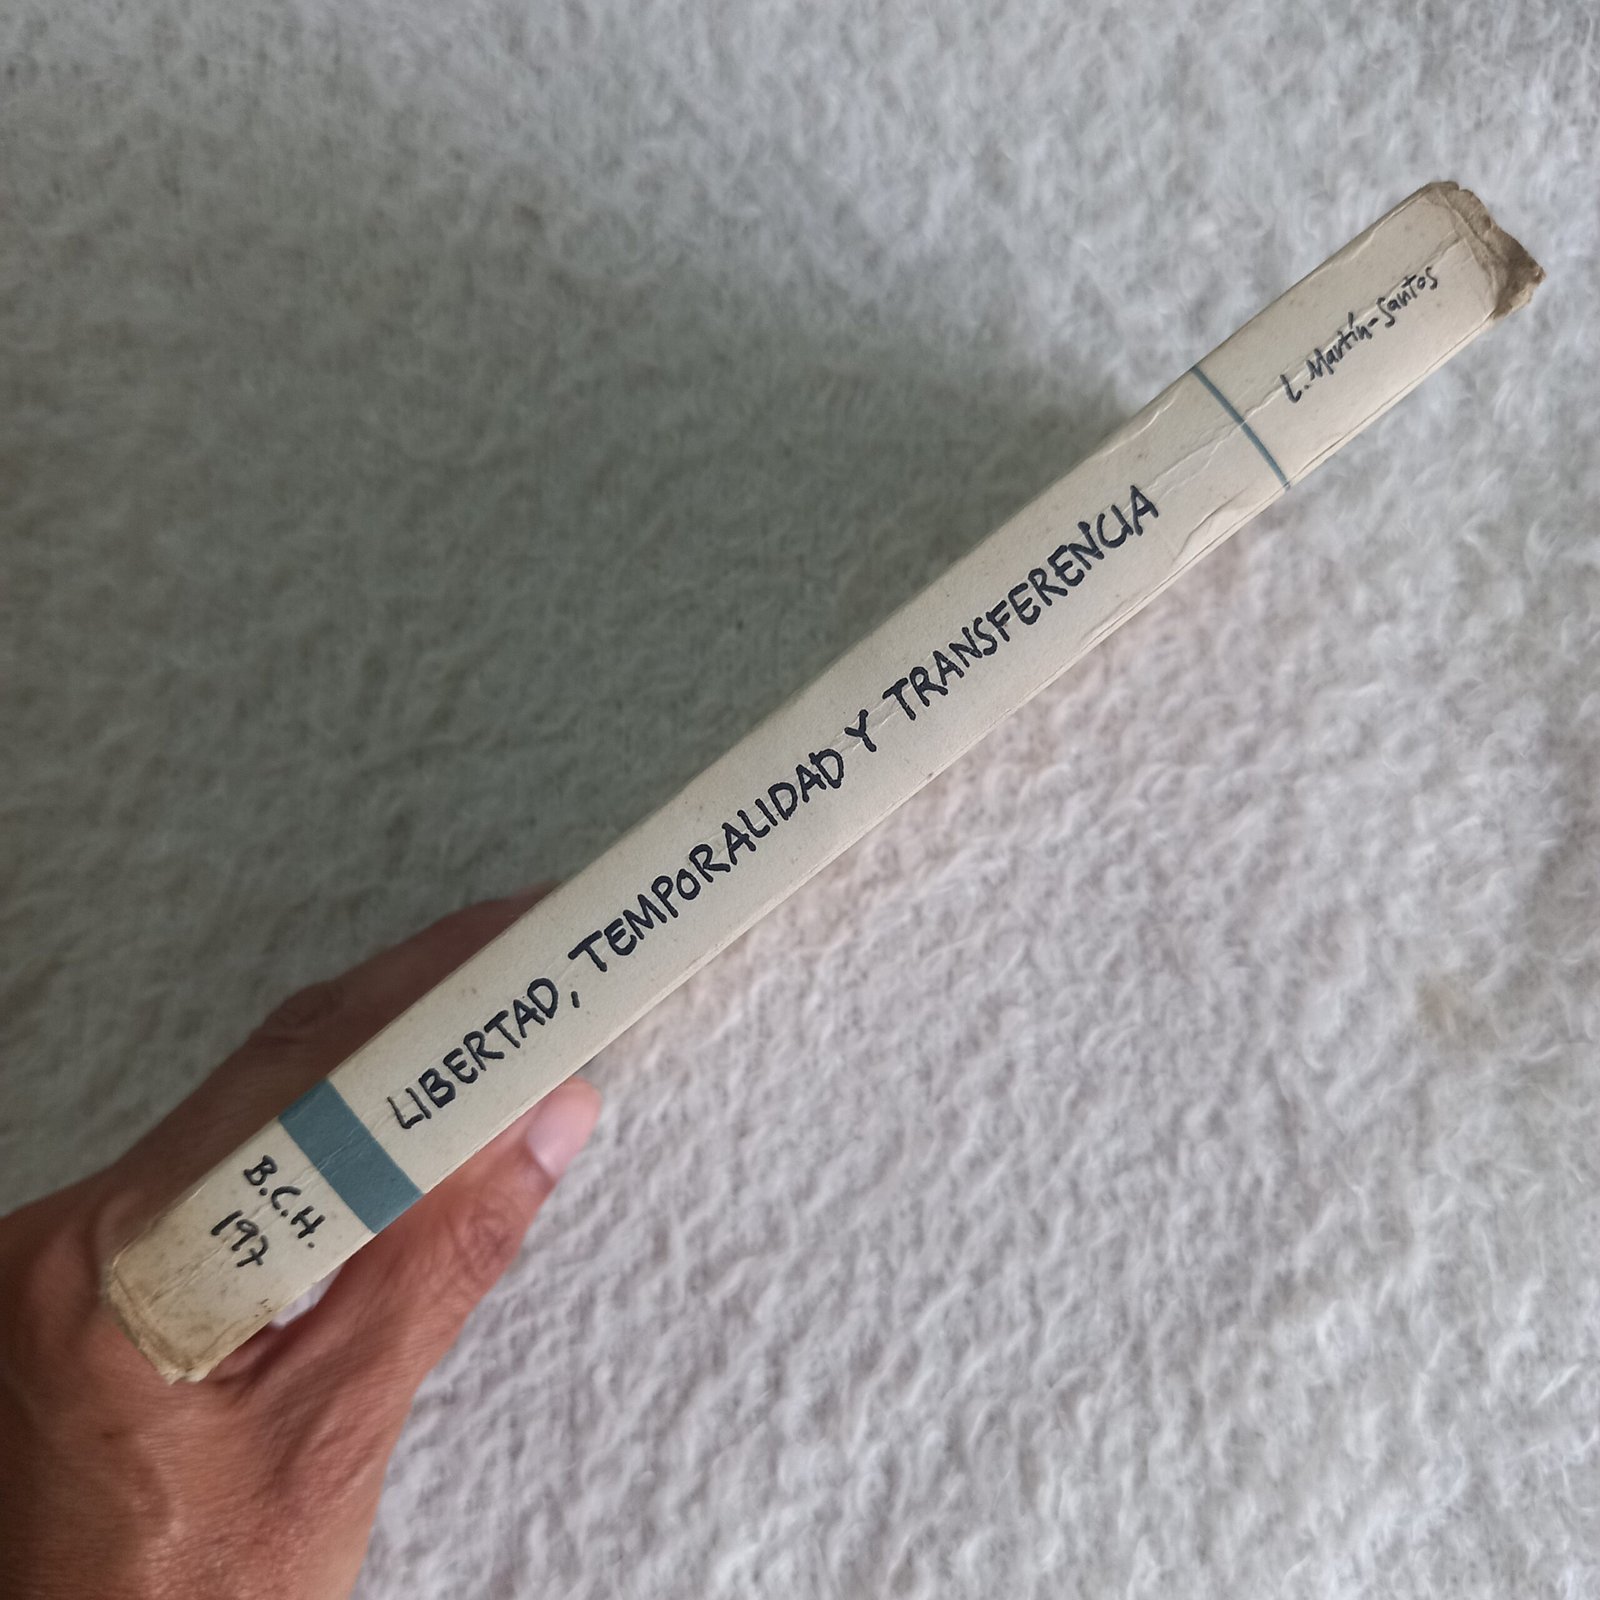 L. Martín-Santos
LIBERTAD, TEMPORALIDAD Y TRANSFERENCIA
B.C.H.
197